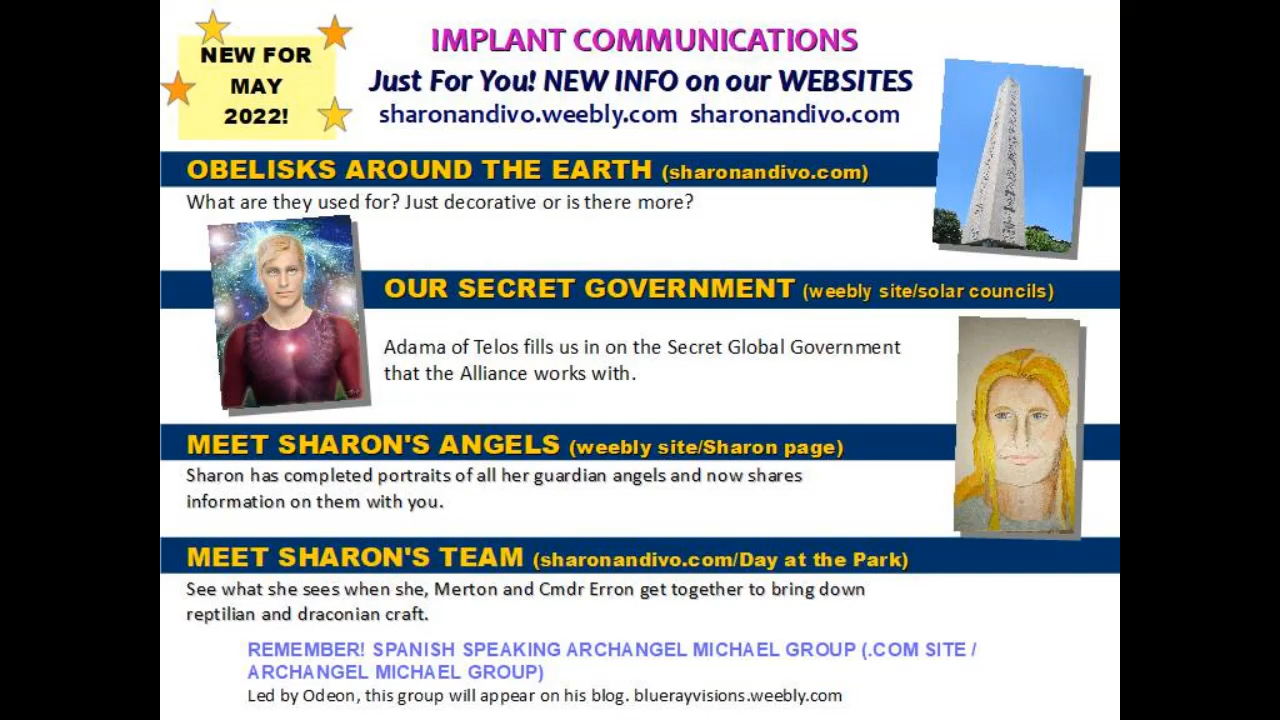 NEW FOR
MAY
2022!
IMPLANT COMMUNICATIONS
Just For You! NEW INFO on our WEBSITES
sharonandivo.weebly.com sharonandivo.com
OBELISKS AROUND THE EARTH (sharonandivo.com)
What are they used for? Just decorative or is there more?
OUR SECRET GOVERNMENT (weebly site/solar councils)
Adama of Telos fills us in on the Secret Global Government
that the Alliance works with.
MEET SHARON'S ANGELS (weebly site/Sharon page)
Sharon has completed portraits of all her guardian angels and now shares
information on them with you.
MEET SHARON'S TEAM (sharonandivo.com/Day at the Park)
See what she sees when she, Merton and Cmdr Erron get together to bring down
reptilian and draconian craft.
REMEMBER! SPANISH SPEAKING ARCHANGEL MICHAEL GROUP (.COM SITE /
ARCHANGEL MICHAEL GROUP)
Led by Odeon, this group will appear on his blog. bluerayvisions.weebly.com